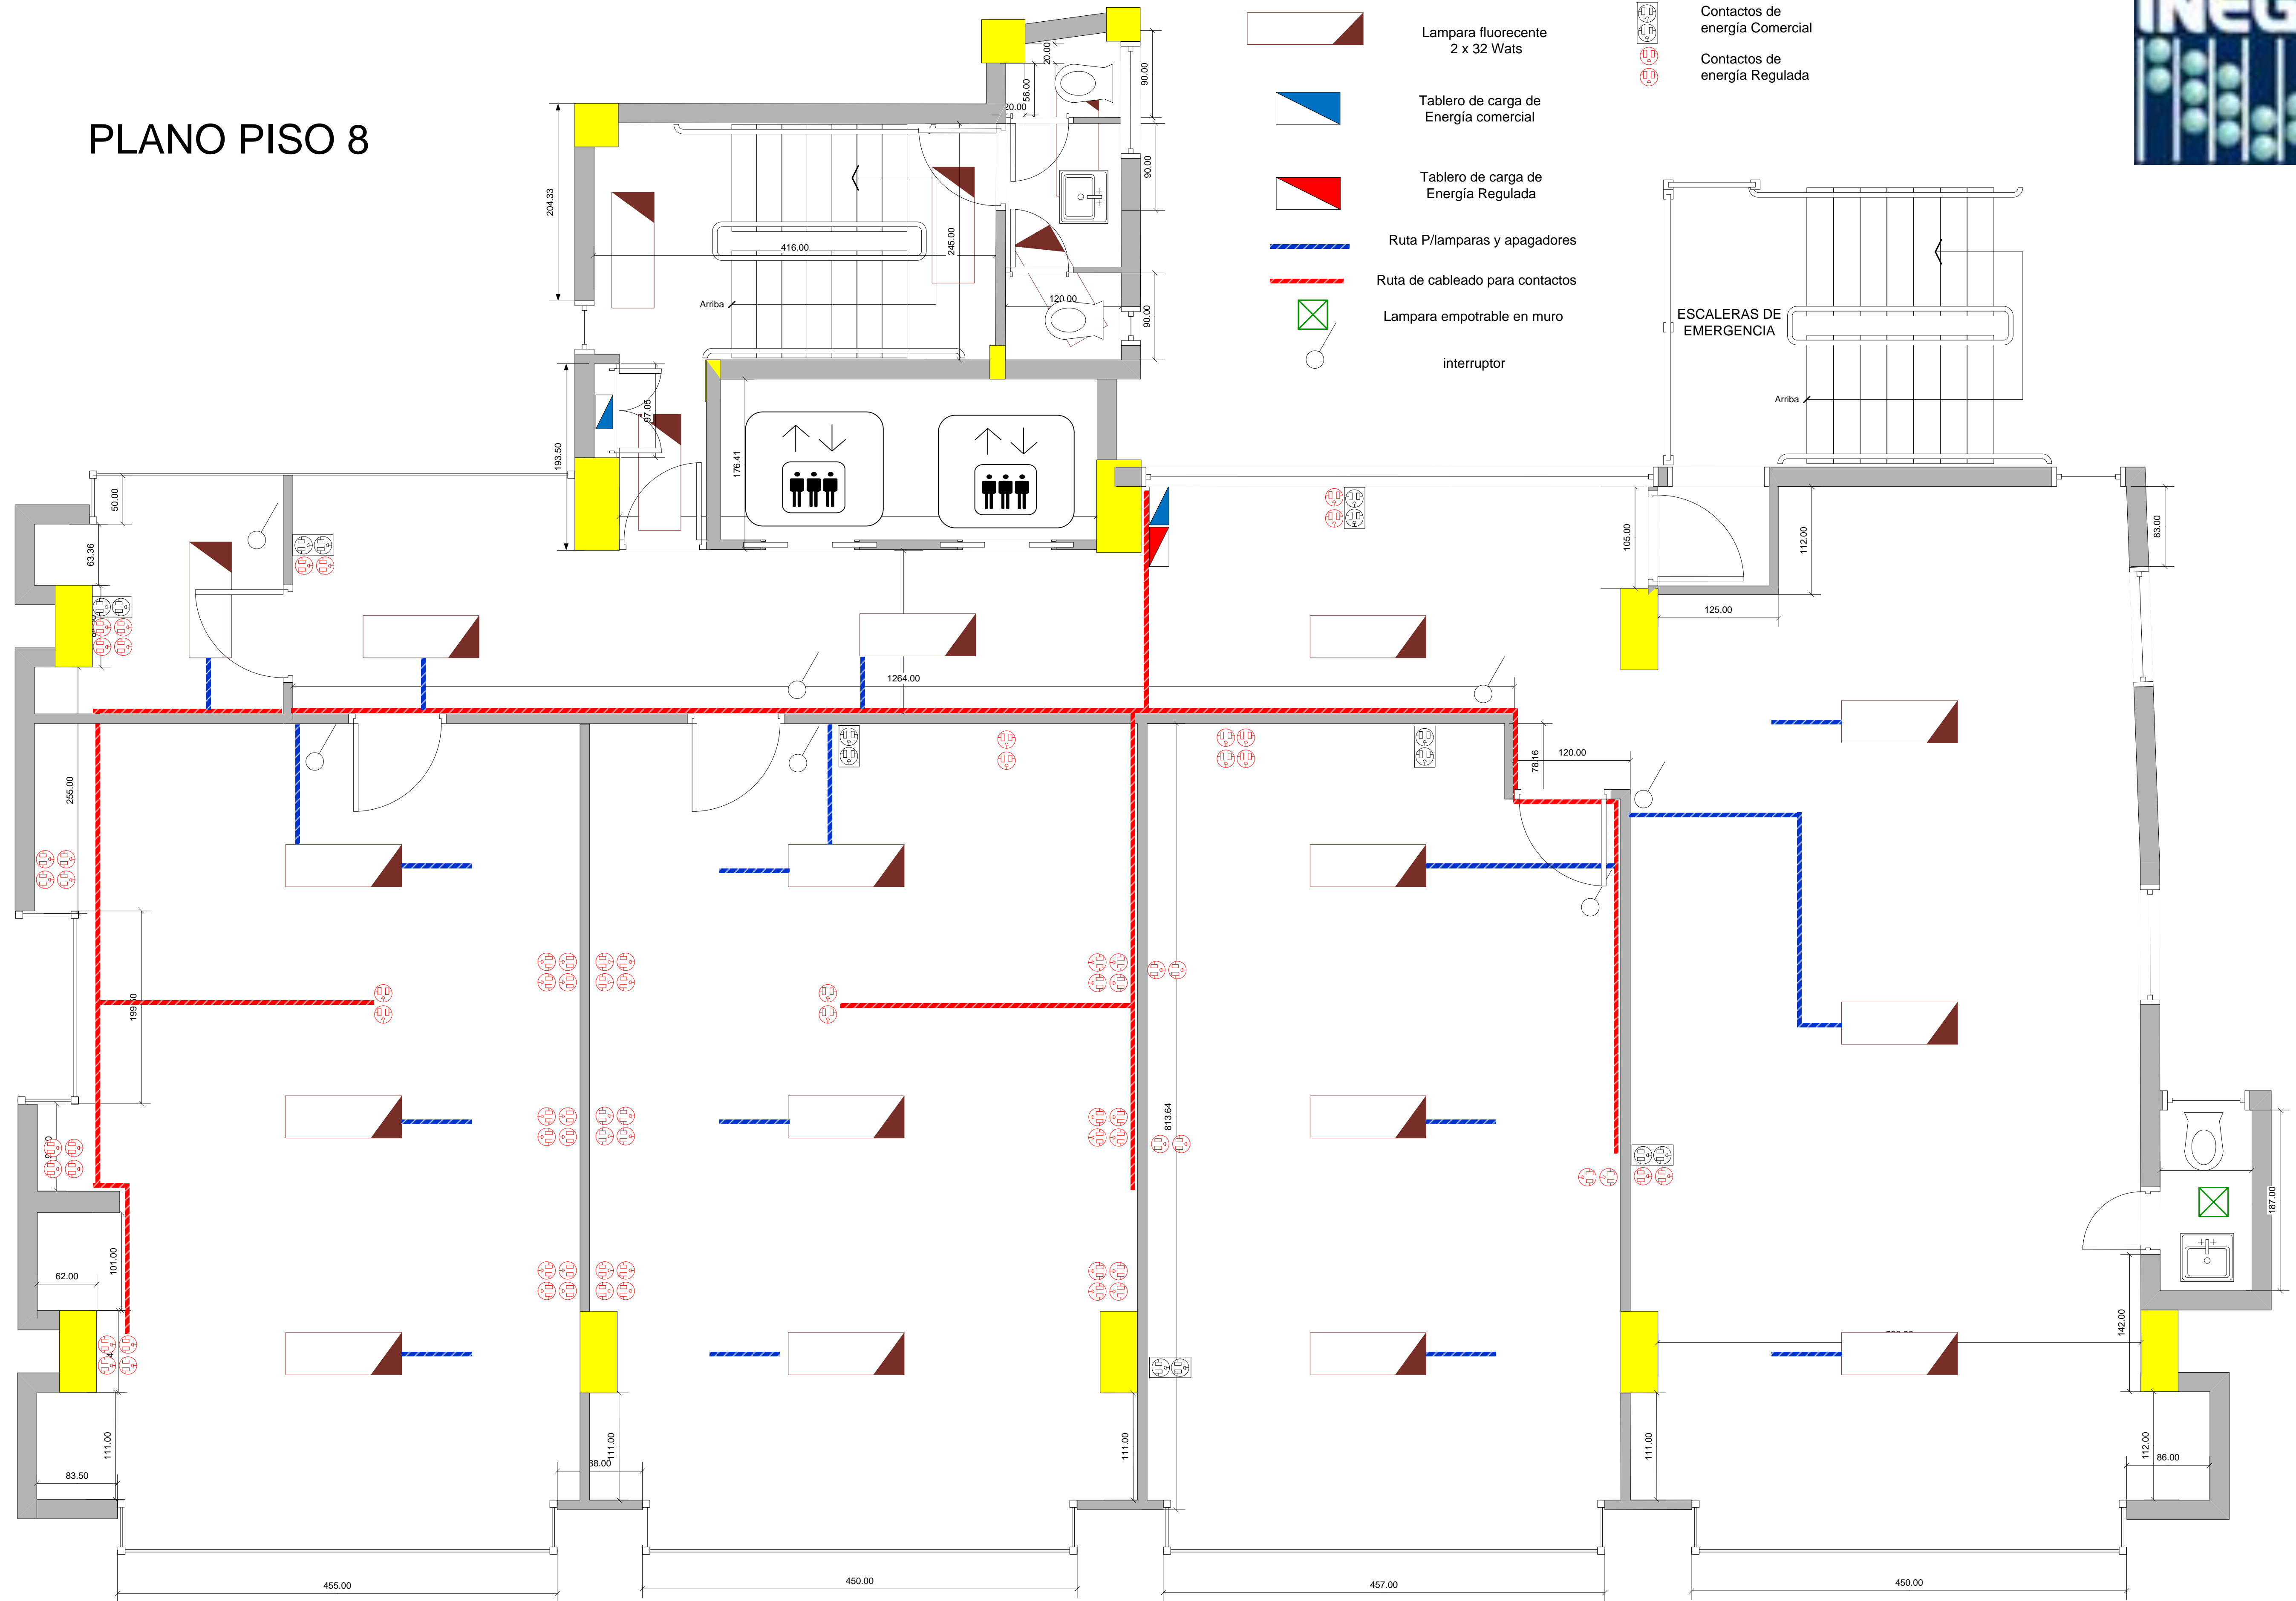 PLANO PISO 8
Lampara fluorecente
2 x 32 Wats
Tablero de carga de
Energía comercial
Tablero de carga de
Energía Regulada
Ruta P/lamparas y apagadores
Ruta de cableado para contactos
Lampara empotrable en muro
interruptor
Contactos de
energía Comercial
Contactos de
energía Regulada
ESCALERAS DE
EMERGENCIA
Arriba
Arriba
20.00
56.00
20.00
90.00
90.00
90.00
120.00
204.33
416.00
245.00
97.05
193.50
176.41
50.00
63.36
105.00
112.00
125.00
83.00
1264.00
78.16
120.00
255.00
199.50
813.64
101.00
62.00
111.00
83.50
111.00
38.00
111.00
111.00
187.00
142.00
112.00
86.00
455.00
450.00
457.00
450.00